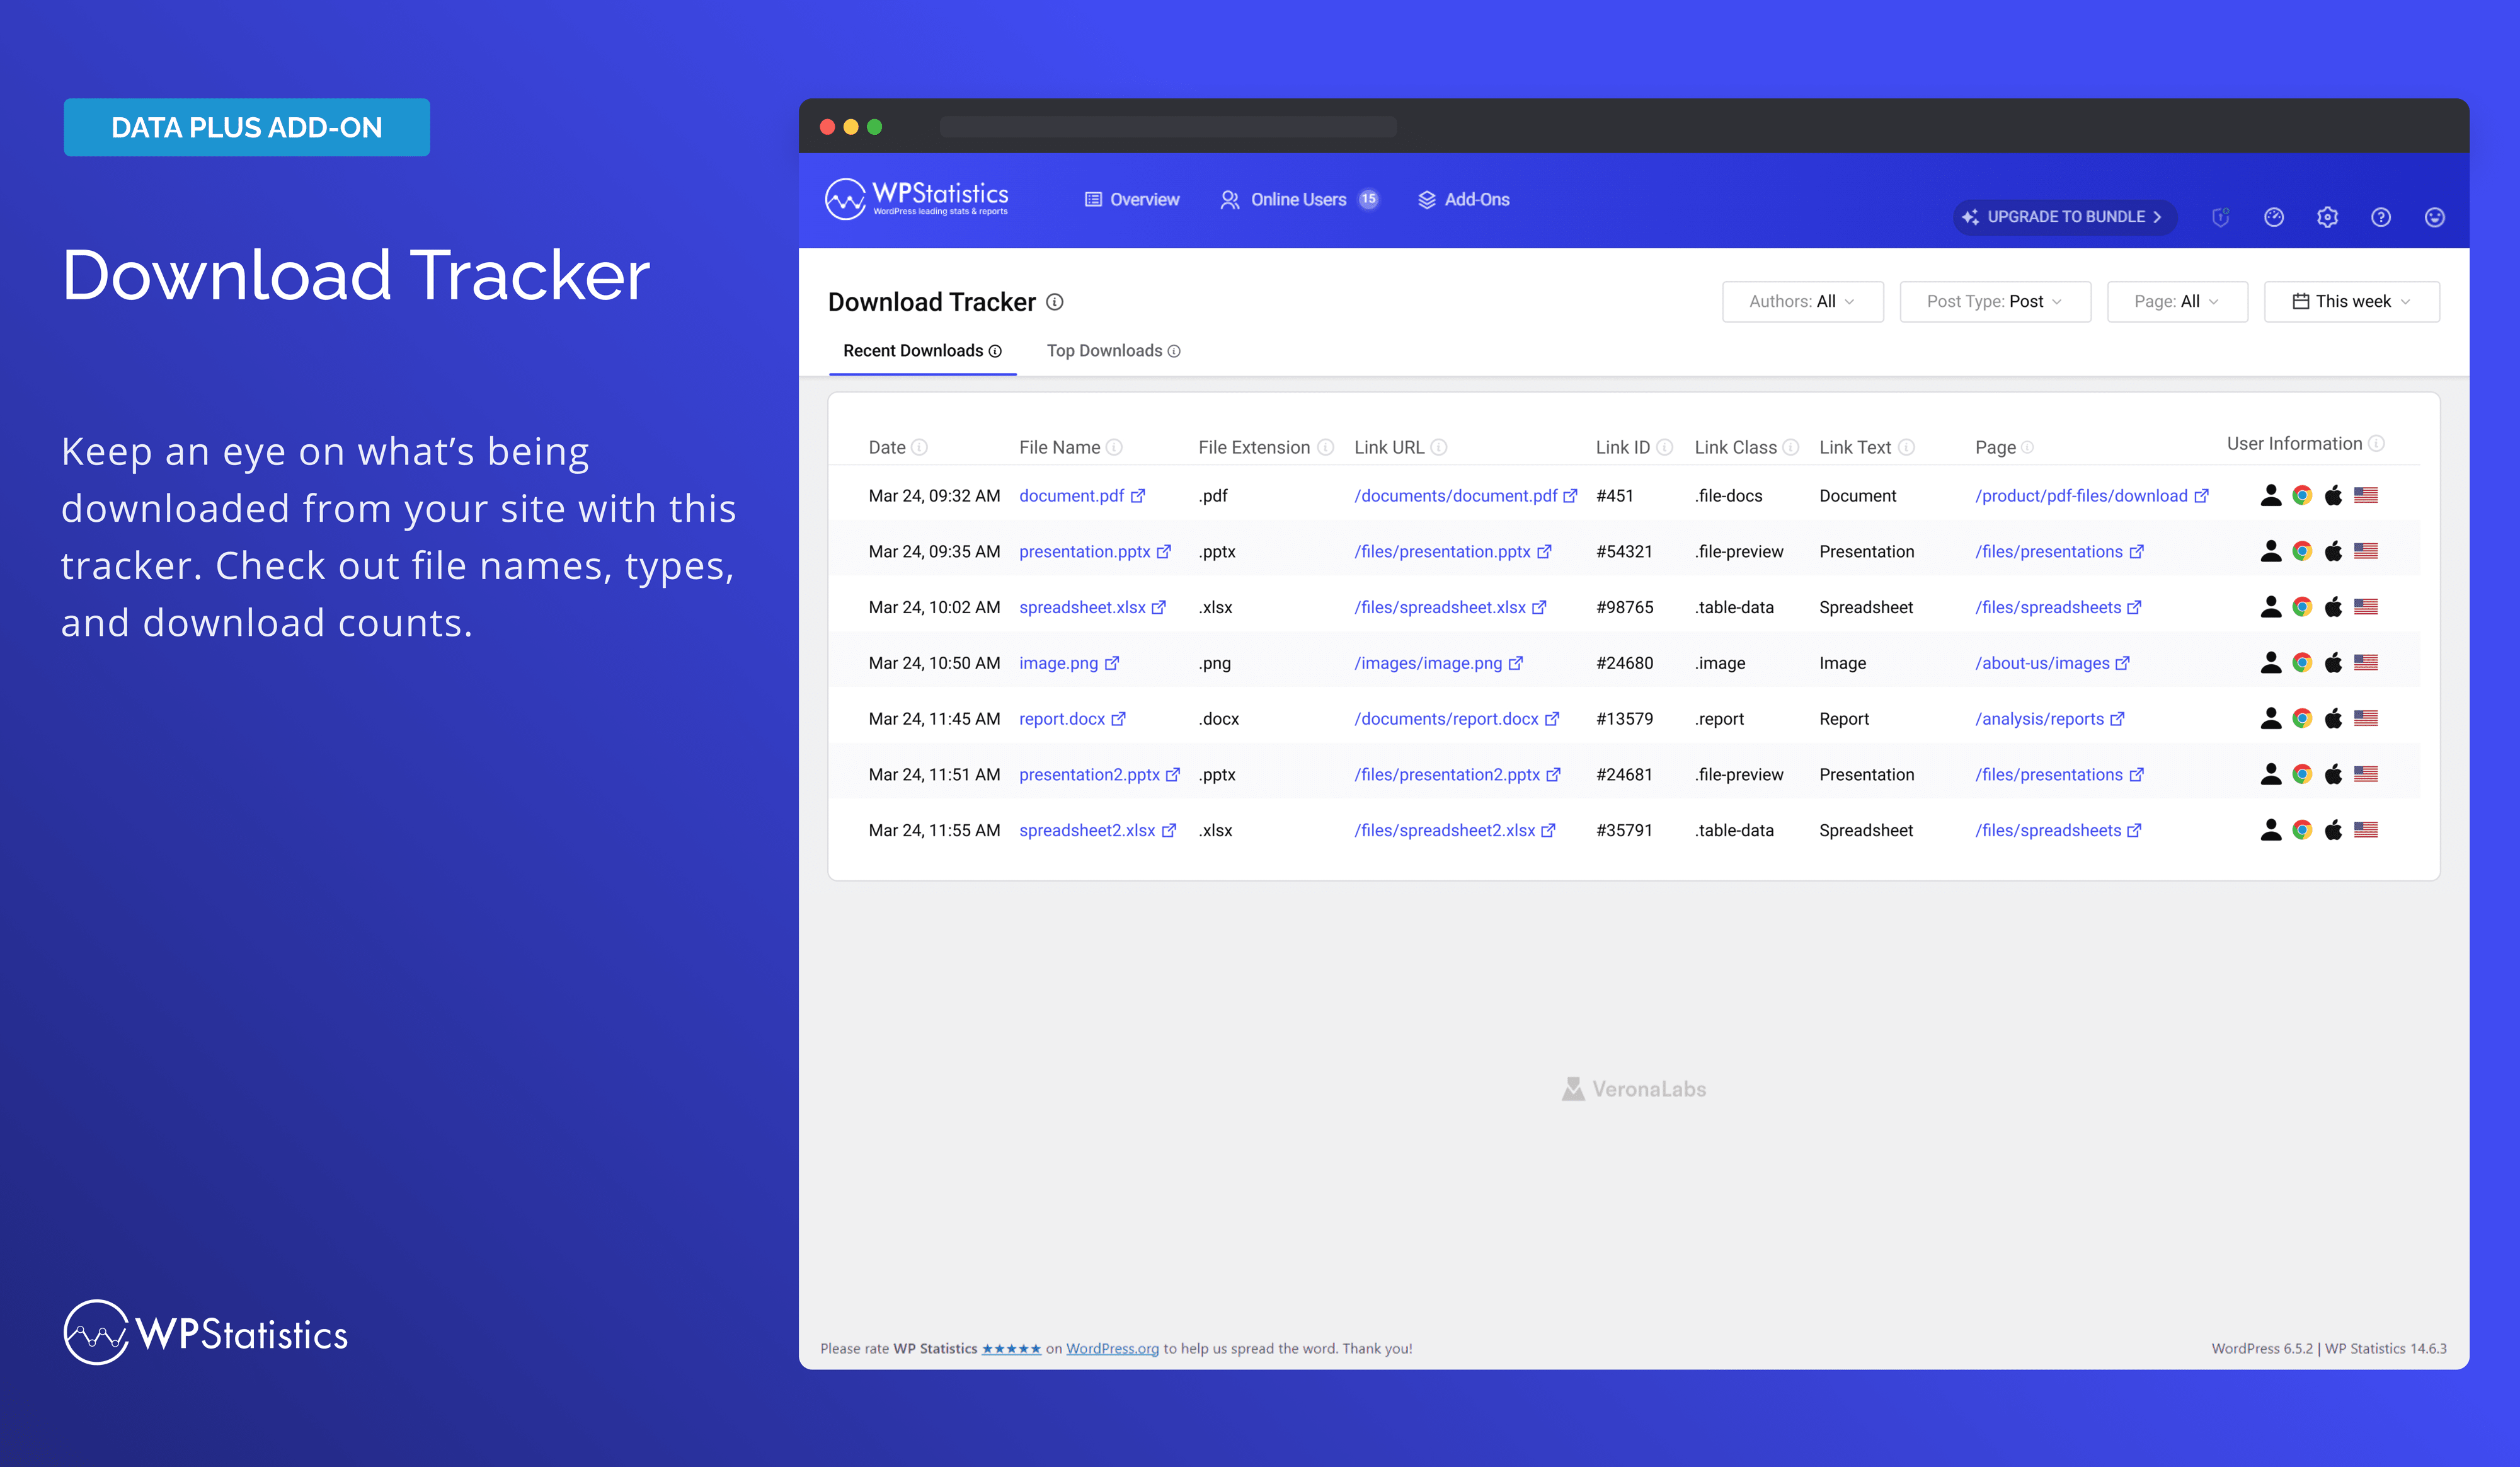 DATA PLUS ADD-ON
Download Tracker
Keep an eye on what’s being
downloaded from your site with this
tracker. Check out file names, types,
and download counts.
WPStatistics
WPStatistics
WordPress leading stats & reports
Overview
Online Users 15
Add-Ons
UPGRADE TO BUNDLE
Download Tracker
Authors: All
Post Type: Post
Page: All
This week
Recent Downloads
Top Downloads
Date File Name File Extension Link URL Link ID Link Class Link Text Page User Information
Mar 24, 09:32 AM document.pdf .pdf /documents/document.pdf #451 .file-docs Document /product/pdf-files/download
Mar 24, 09:35 AM presentation.pptx .pptx /files/presentation.pptx #54321 .file-preview Presentation /files/presentations
Mar 24, 10:02 AM spreadsheet.xlsx .xlsx /files/spreadsheet.xlsx #98765 .table-data Spreadsheet /files/spreadsheets
Mar 24, 10:50 AM image.png .png /images/image.png #24680 .image Image /about-us/images
Mar 24, 11:45 AM report.docx .docx /documents/report.docx #13579 .report Report /analysis/reports
Mar 24, 11:51 AM presentation2.pptx .pptx /files/presentation2.pptx #24681 .file-preview Presentation /files/presentations
Mar 24, 11:55 AM spreadsheet2.xlsx .xlsx /files/spreadsheet2.xlsx #35791 .table-data Spreadsheet /files/spreadsheets
VeronaLabs
Please rate WP Statistics ★★★★★ on WordPress.org to help us spread the word. Thank you!
WordPress 6.5.2 | WP Statistics 14.6.3